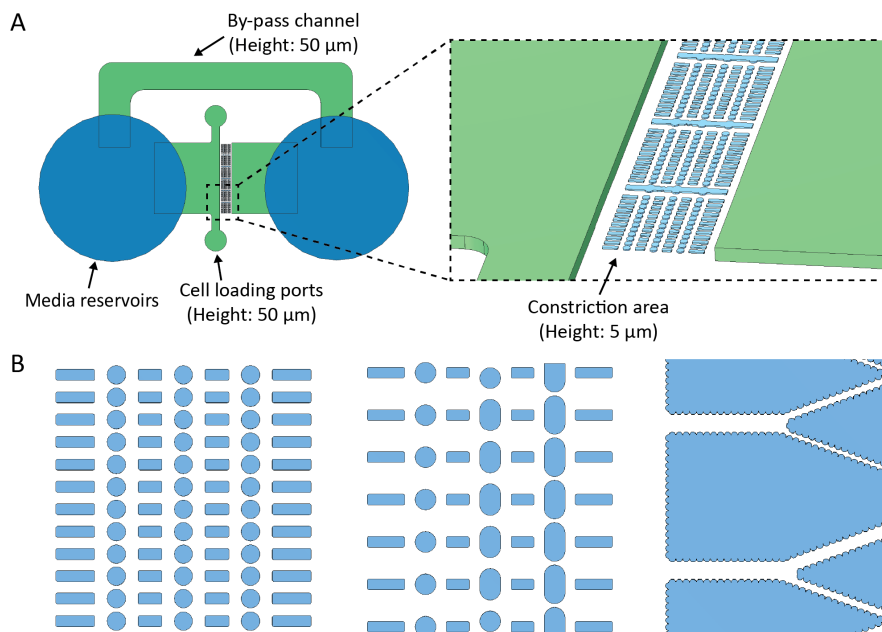 A
By-pass channel
(Height: 50 µm)
Media reservoirs
Cell loading ports
(Height: 50 µm)
Constriction area
(Height: 5 µm)
B